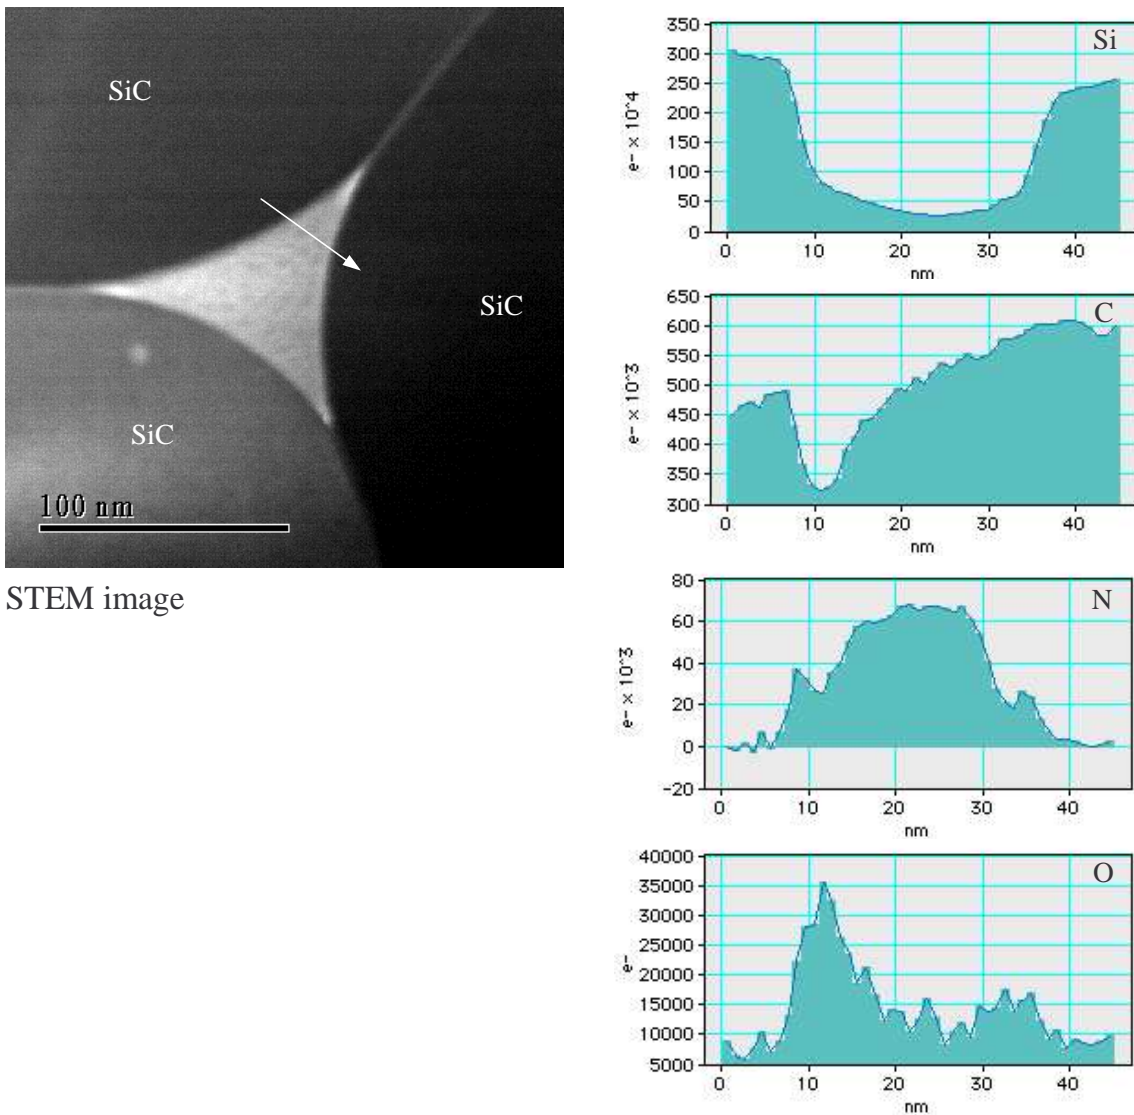 SiC
SiC
SiC
100 nm
STEM image
Si
350
300
250
200
150
100
50
0
e- × 10^4
0 10 20 30 40
nm
C
650
600
550
500
450
400
350
300
e- × 10^3
0 10 20 30 40
nm
N
80
60
40
20
0
-20
e- × 10^3
0 10 20 30 40
nm
O
40000
35000
30000
25000
20000
15000
10000
5000
e-
0 10 20 30 40
nm